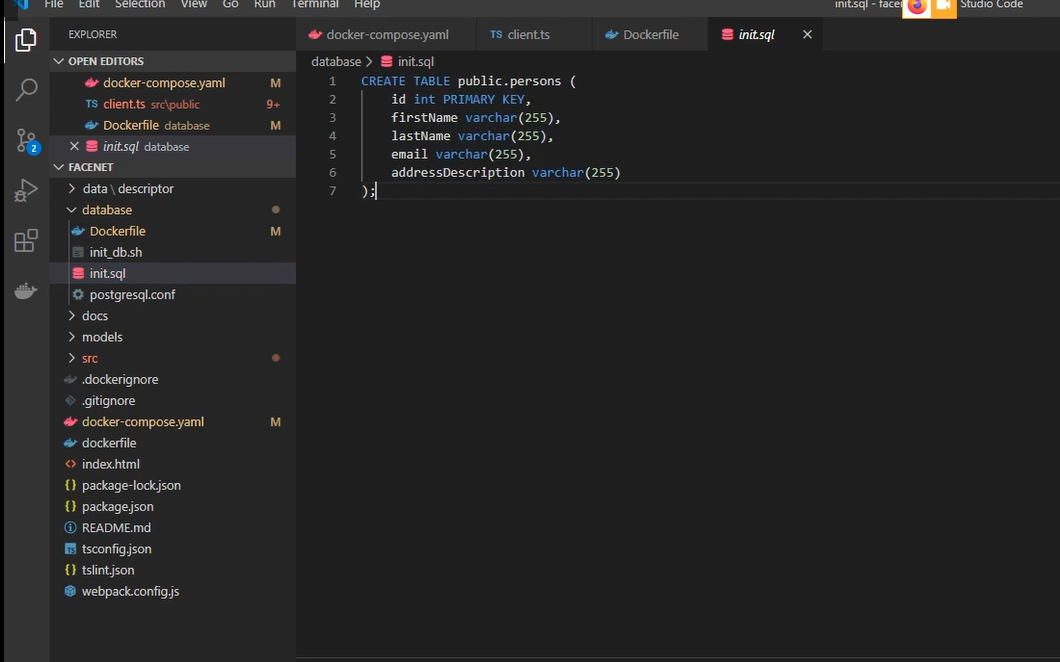 File Edit Selection View Go Run Terminal Help init.sql - facen Studio Code
EXPLORER
OPEN EDITORS
docker-compose.yaml M
TS client.ts src\public 9+
Dockerfile database M
init.sql database
FACENET
data \ descriptor
database
Dockerfile M
init_db.sh
init.sql
postgresql.conf
docs
models
src
.dockerignore
.gitignore
docker-compose.yaml M
dockerfile
index.html
package-lock.json
package.json
README.md
tsconfig.json
tslint.json
webpack.config.js
2
docker-compose.yaml TS client.ts Dockerfile init.sql
database > init.sql
1 CREATE TABLE public.persons (
2 id int PRIMARY KEY,
3 firstName varchar(255),
4 lastName varchar(255),
5 email varchar(255),
6 addressDescription varchar(255)
7 );